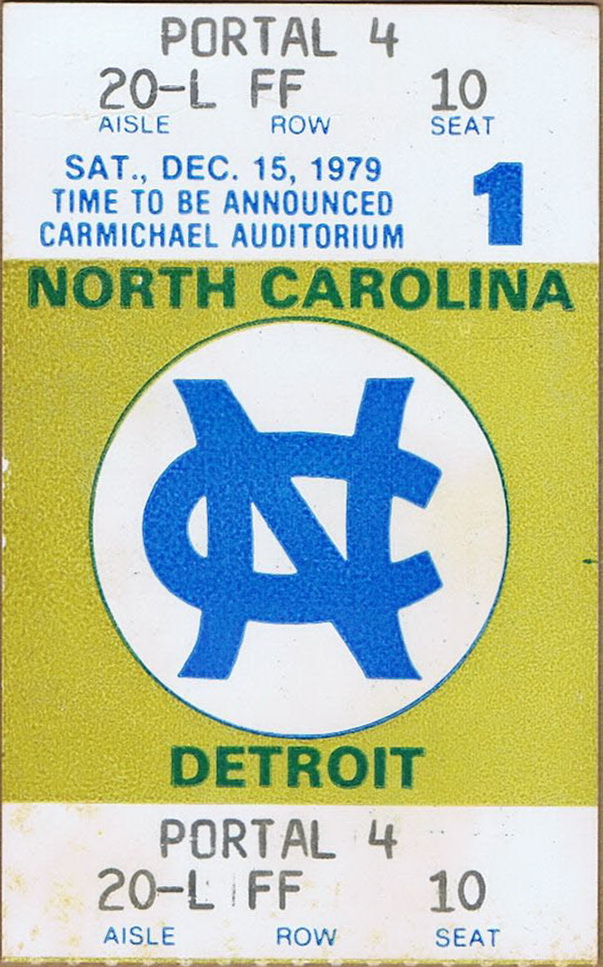 PORTAL 4
20-L FF 10
AISLE ROW SEAT
SAT., DEC. 15, 1979
TIME TO BE ANNOUNCED
CARMICHAEL AUDITORIUM
1
NORTH CAROLINA
NC
DETROIT
PORTAL 4
20-L FF 10
AISLE ROW SEAT